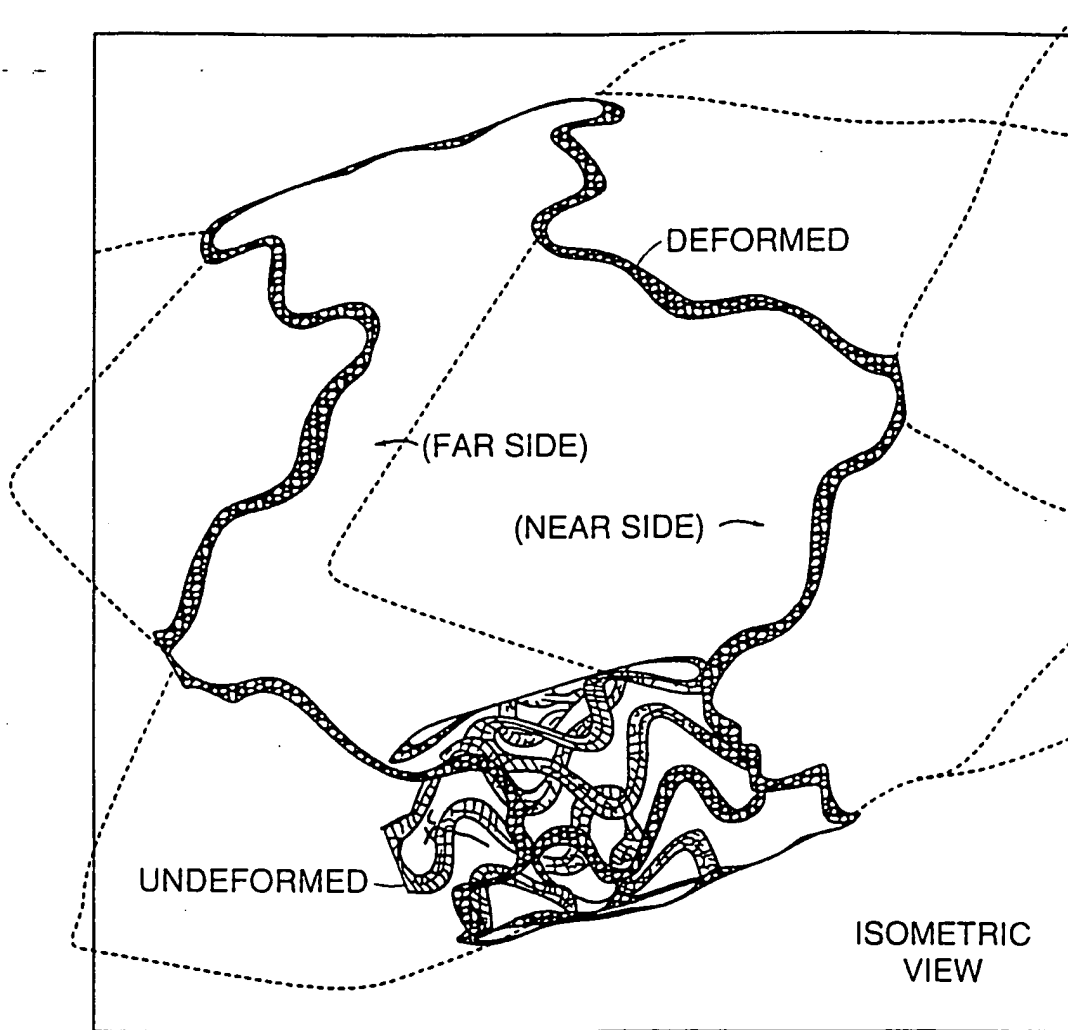 DEFORMED
(FAR SIDE)
(NEAR SIDE)
UNDEFORMED
ISOMETRIC
VIEW